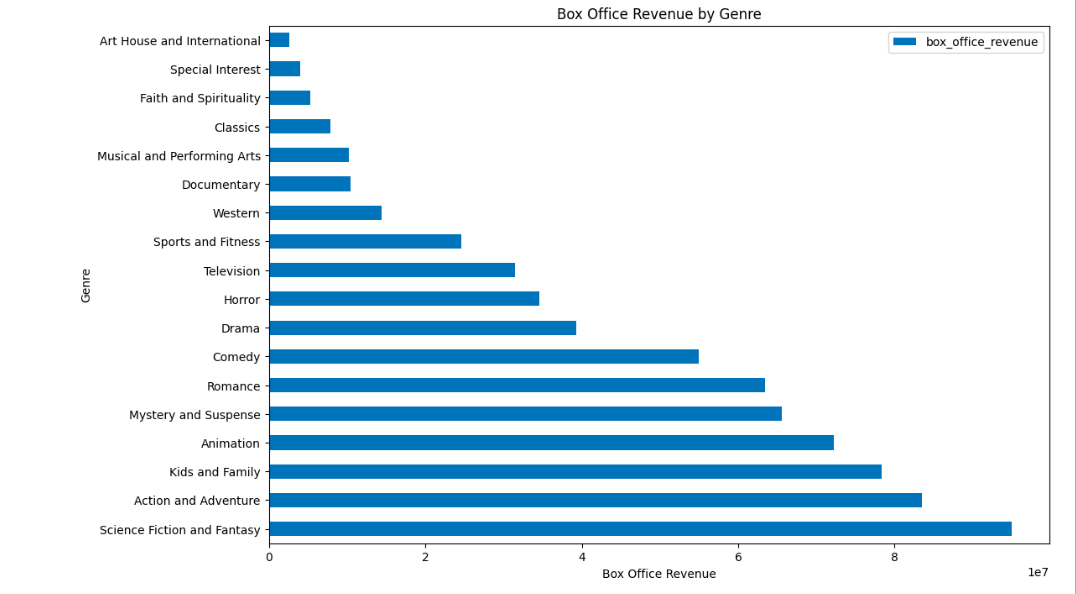 Box Office Revenue by Genre
box_office_revenue
Genre
Art House and International
Special Interest
Faith and Spirituality
Classics
Musical and Performing Arts
Documentary
Western
Sports and Fitness
Television
Horror
Drama
Comedy
Romance
Mystery and Suspense
Animation
Kids and Family
Action and Adventure
Science Fiction and Fantasy
0 2 4 6 8
1e7
Box Office Revenue